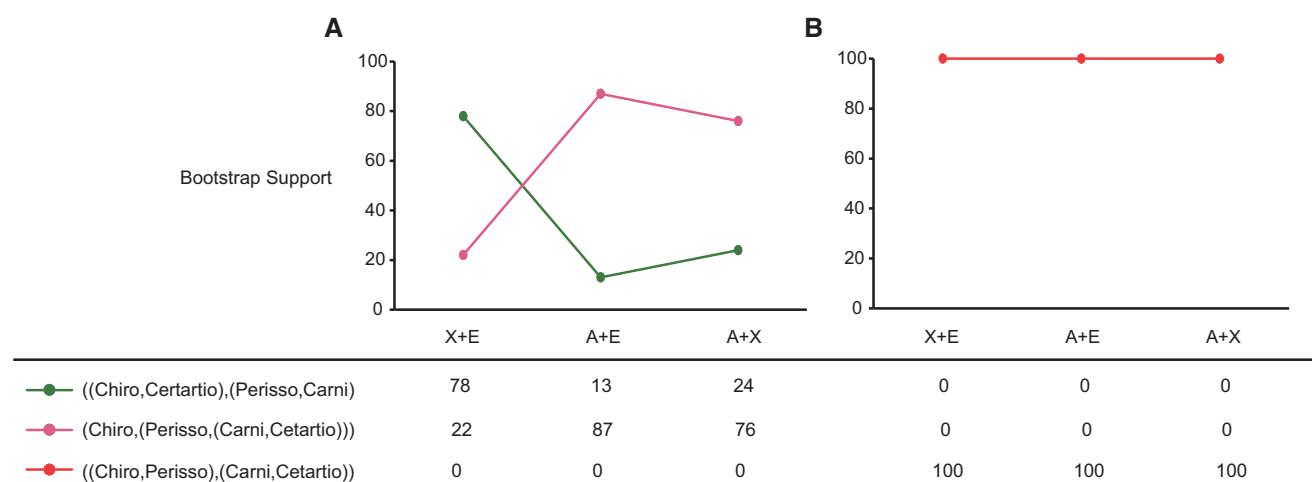 A
B
100
80
60
40
20
0
Bootstrap Support
100
80
60
40
20
0
X+E A+E A+X X+E A+E A+X
((Chiro,Certartio),(Perisso,Carni) 78 13 24 0 0 0
(Chiro,(Perisso,(Carni,Cetartio))) 22 87 76 0 0 0
((Chiro,Perisso),(Carni,Cetartio)) 0 0 0 100 100 100